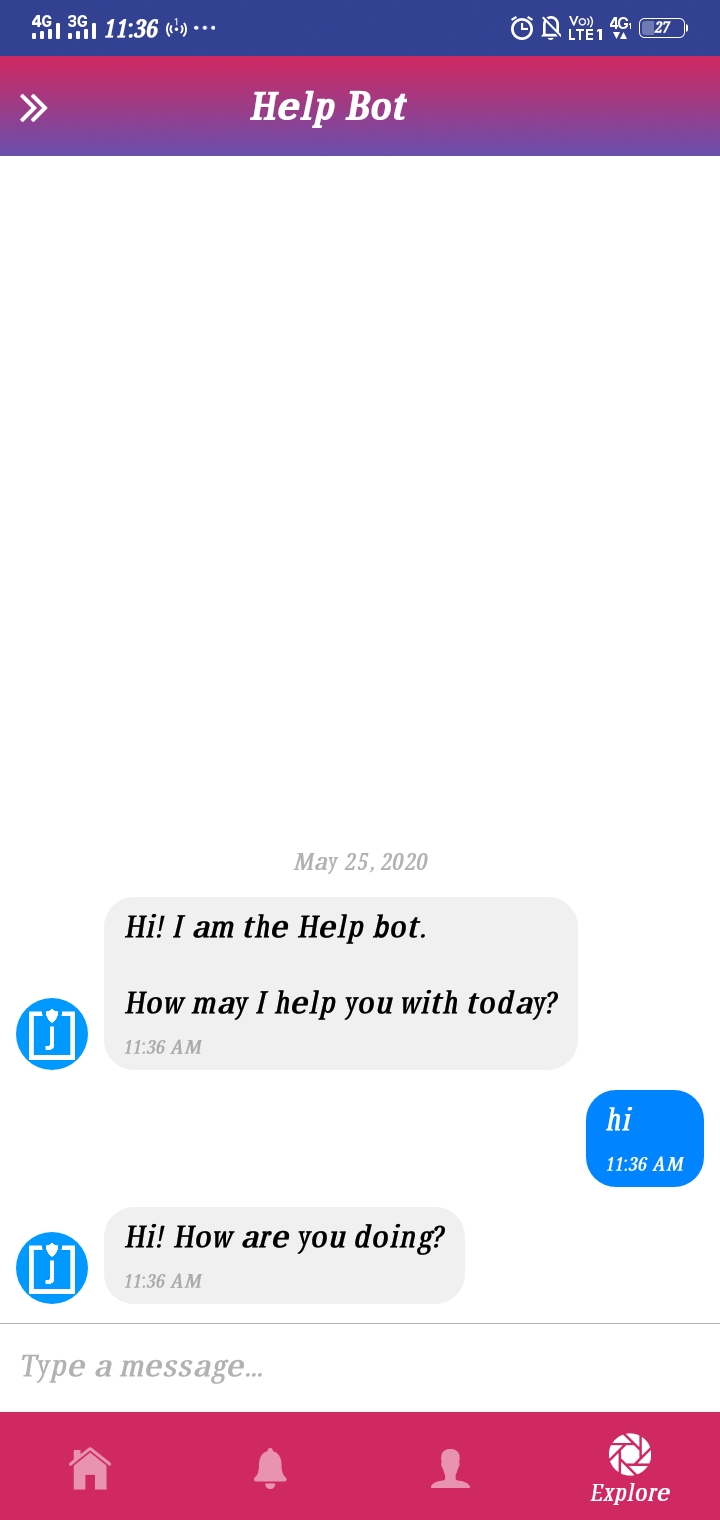 4G 3G 11:36 ...
Vo)) LTE1 4G 27
Help Bot
May 25, 2020
Hi! I am the Help bot.
How may I help you with today?
11:36 AM
j
hi
11:36 AM
Hi! How are you doing?
11:36 AM
j
Type a message...
Explore